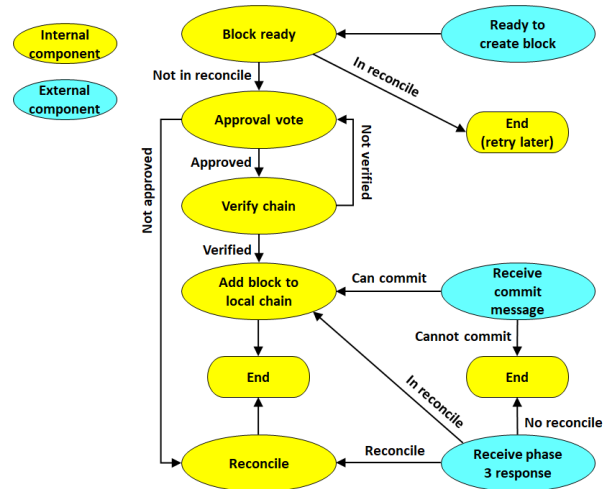 Internal
component
External
component
Block ready
Ready to
create block
Not in reconcile
In reconcile
Approval vote
End
(retry later)
Not verified
Approved
Not approved
Verify chain
Verified
Add block to
local chain
Can commit
Receive
commit
message
Cannot commit
In reconcile
End
End
No reconcile
Reconcile
Reconcile
Receive phase
3 response